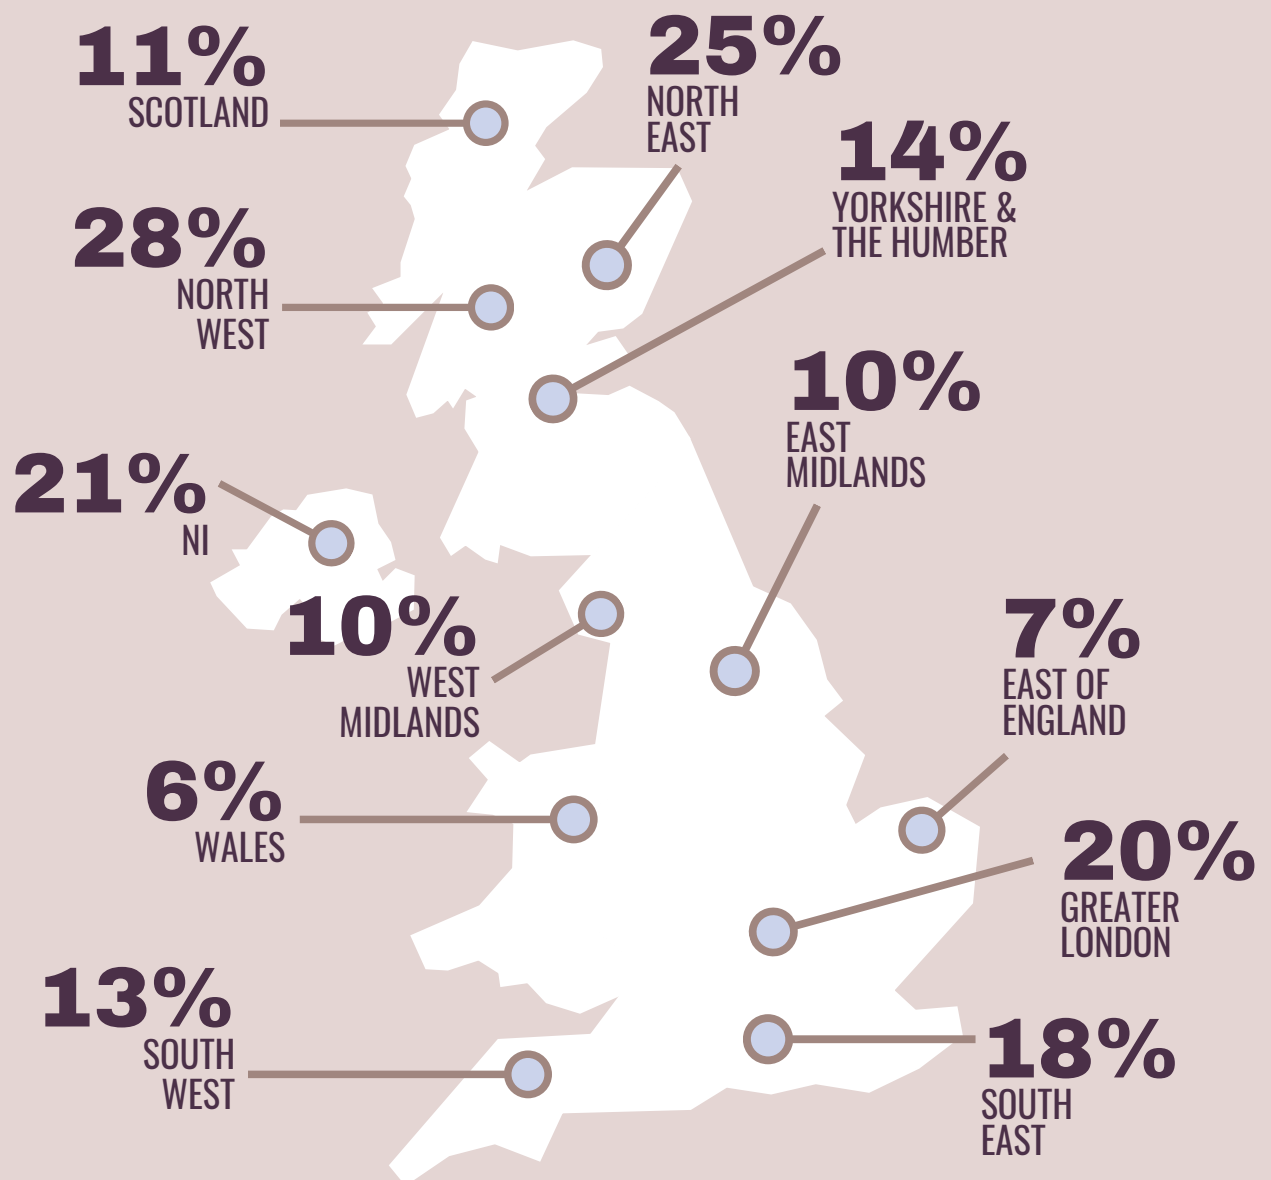 11%
SCOTLAND
25%
NORTH
EAST
14%
YORKSHIRE &
THE HUMBER
28%
NORTH
WEST
10%
EAST
MIDLANDS
21%
NI
10%
WEST
MIDLANDS
7%
EAST OF
ENGLAND
6%
WALES
20%
GREATER
LONDON
13%
SOUTH
WEST
18%
SOUTH
EAST